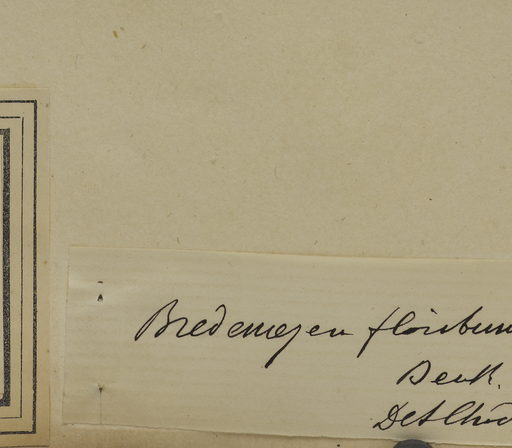 Bredemeyera floribun
Benth.
Det Chod